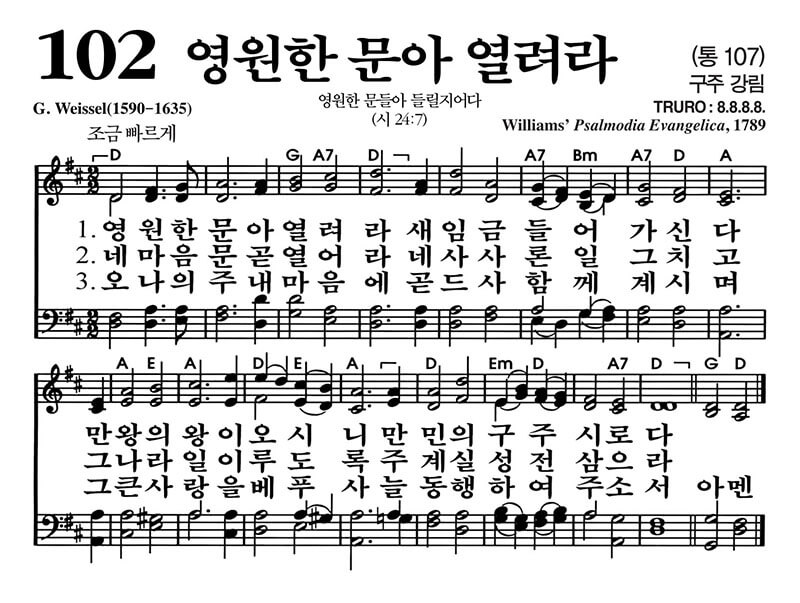 102 영원한 문아 열려라 (통 107)
구주 강림
G. Weissel(1590-1635) 영원한 문들아 들릴지어다 TRURO : 8.8.8.8.
조금 빠르게 (시 24:7) Williams' Psalmodia Evangelica, 1789
D G A7 D A7 Bm A7 D A
1. 영 원 한 문 아 열 려 라 새 임 금 들 어 가 신 다
2. 네 마 음 문 곧 열 어 라 네 사 사 론 일 그 치 고
3. 오 나 의 주 내 마 음 에 곧 드 사 함 께 계 시 며
A E A D E A D Em D A7 D G D
만 왕 의 왕 이 오 시 니 만 민 의 구 주 시 로 다
그 나 라 일 이 루 도 록 주 계 실 성 전 삼 으 라
그 큰 사 랑 을 베 푸 사 늘 동 행 하 여 주 소 서 아 멘